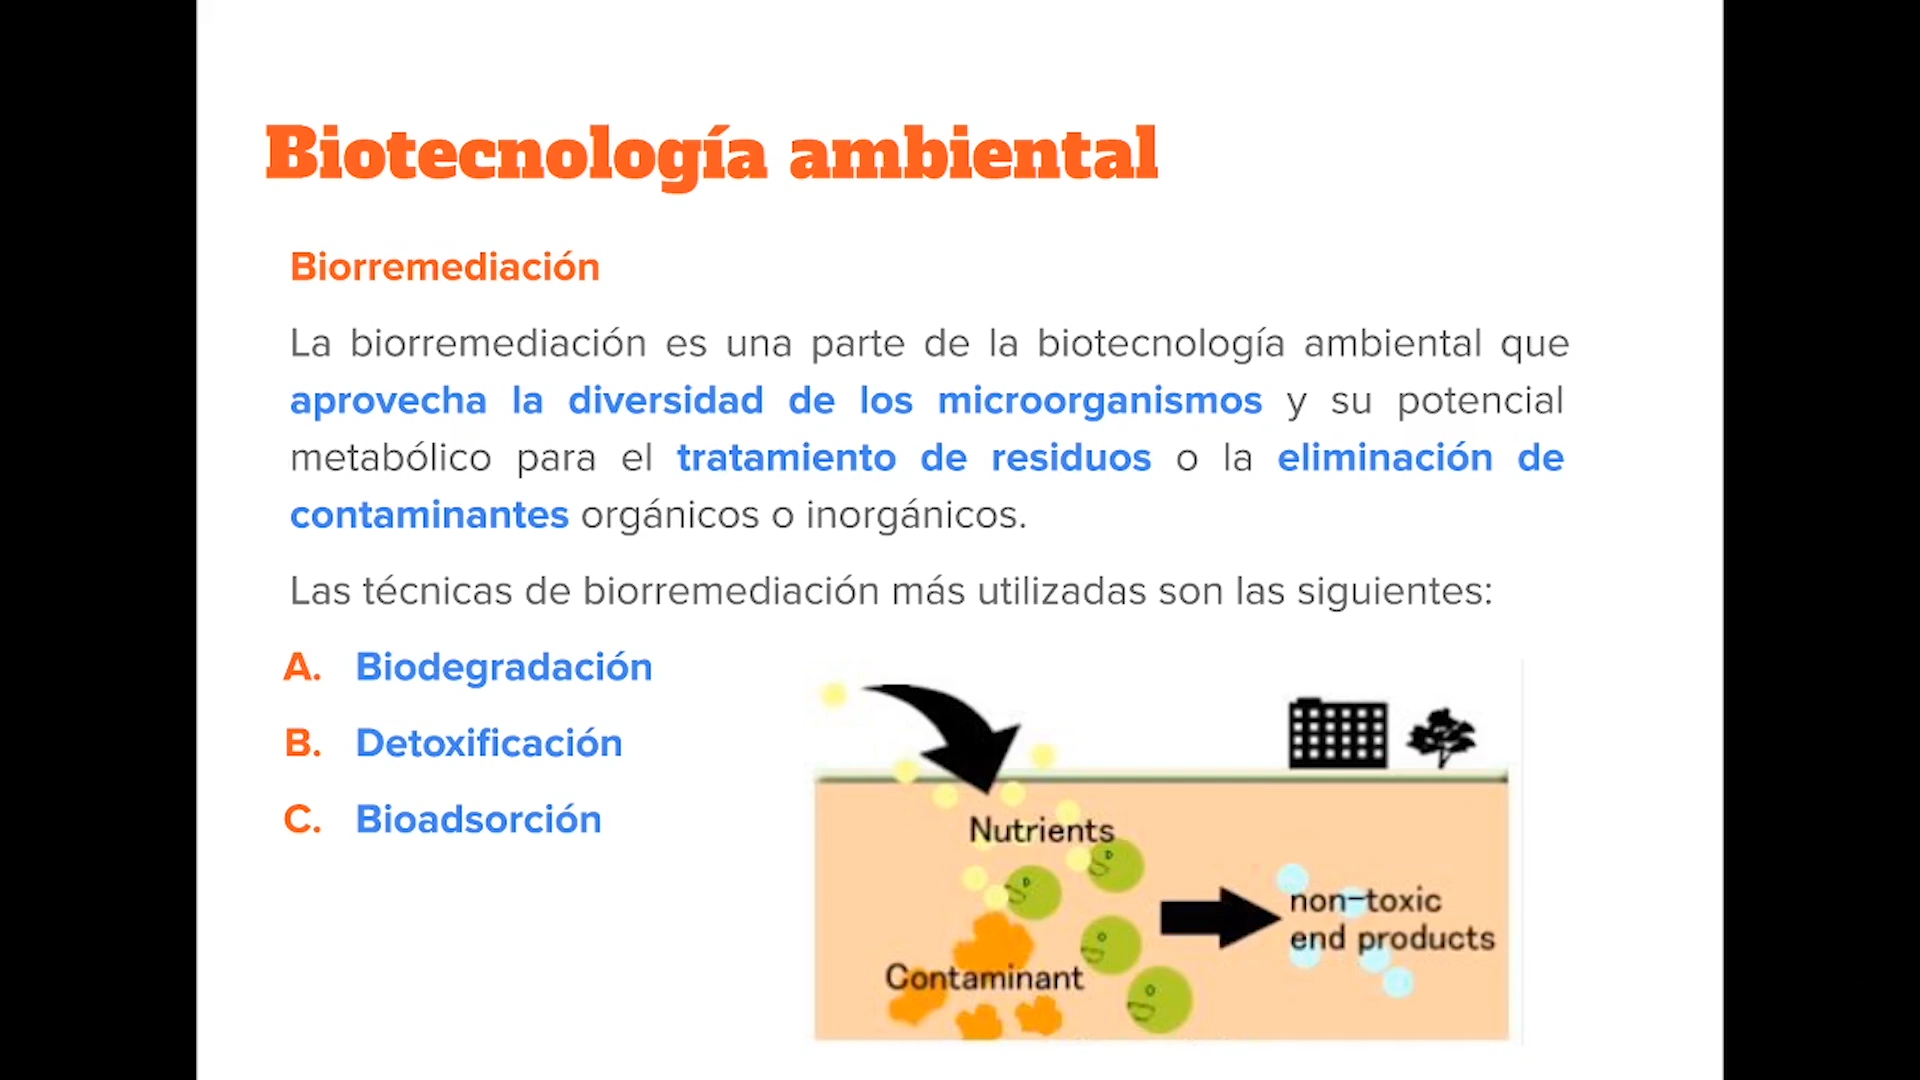 Biotecnología ambiental
Biorremediación
La biorremediación es una parte de la biotecnología ambiental que
aprovecha la diversidad de los microorganismos y su potencial
metabólico para el tratamiento de residuos o la eliminación de
contaminantes orgánicos o inorgánicos.
Las técnicas de biorremediación más utilizadas son las siguientes:
A. Biodegradación
B. Detoxificación
C. Bioadsorción
Nutrients
Contaminant
non-toxic
end products